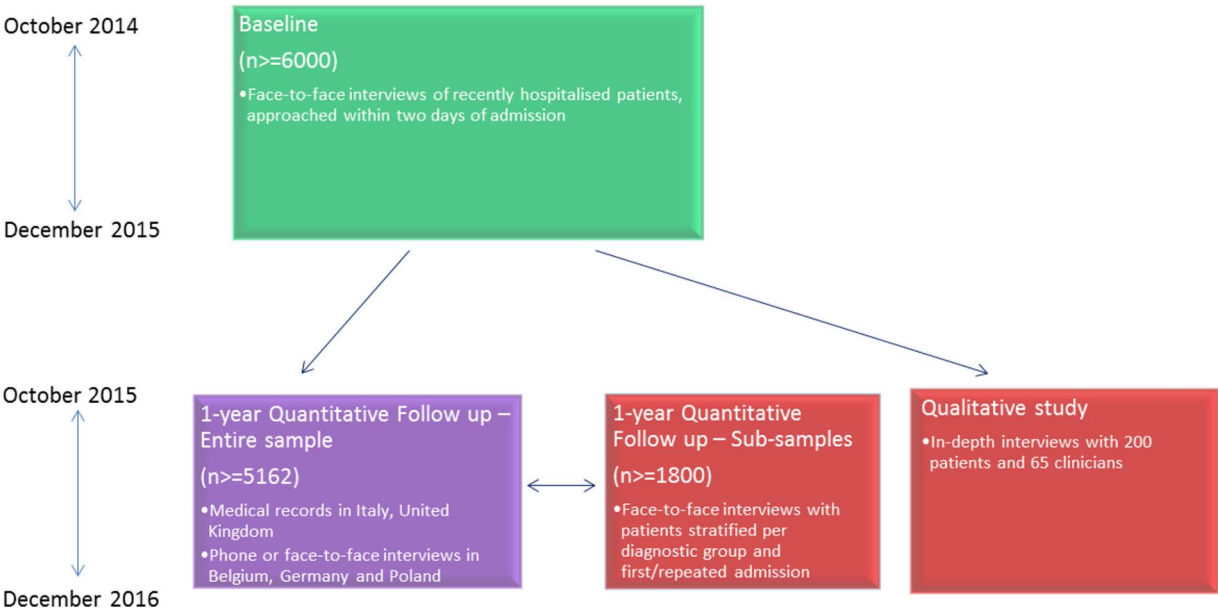 October 2014
December 2015
Baseline
(n>=6000)
•Face-to-face interviews of recently hospitalised patients,
approached within two days of admission
October 2015
December 2016
1-year Quantitative Follow up –
Entire sample
(n>=5162)
•Medical records in Italy, United
Kingdom
•Phone or face-to-face interviews in
Belgium, Germany and Poland
1-year Quantitative
Follow up – Sub-samples
(n>=1800)
•Face-to-face interviews with
patients stratified per
diagnostic group and
first/repeated admission
Qualitative study
•In-depth interviews with 200
patients and 65 clinicians